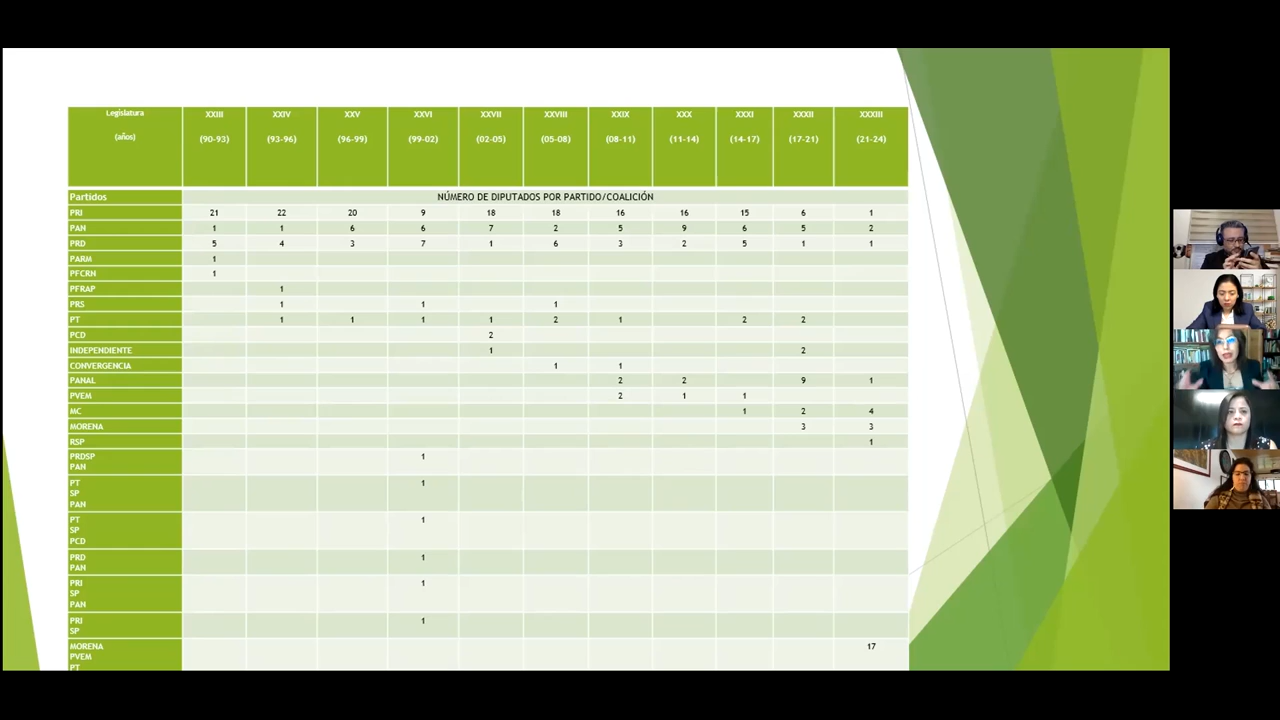 Legislatura XXIII XXIV XXV XXVI XXVII XXVIII XXIX XXX XXXI XXXII XXXIII
(años) (90-93) (93-96) (96-99) (99-02) (02-05) (05-08) (08-11) (11-14) (14-17) (17-21) (21-24)
Partidos NÚMERO DE DIPUTADOS POR PARTIDO/COALICIÓN
PRI 21 22 20 9 18 18 16 16 15 6 1
PAN 1 1 6 6 7 2 5 9 6 5 2
PRD 5 4 3 7 1 6 3 2 5 1 1
PARM 1
PFCRN 1
PFRAP 1
PRS 1 1 1
PT 1 1 1 1 2 1 2 2
PCD 2
INDEPENDIENTE 1 2
CONVERGENCIA 1 1
PANAL 2 2 9 1
PVEM 2 1 1
MC 1 2 4
MORENA 3 3
RSP 1
PRDSP 1
PAN
PT 1
SP
PAN
PT 1
SP
PCD
PRD 1
PAN
PRI 1
SP
PAN
PRI 1
SP
MORENA 17
PVEM
PT